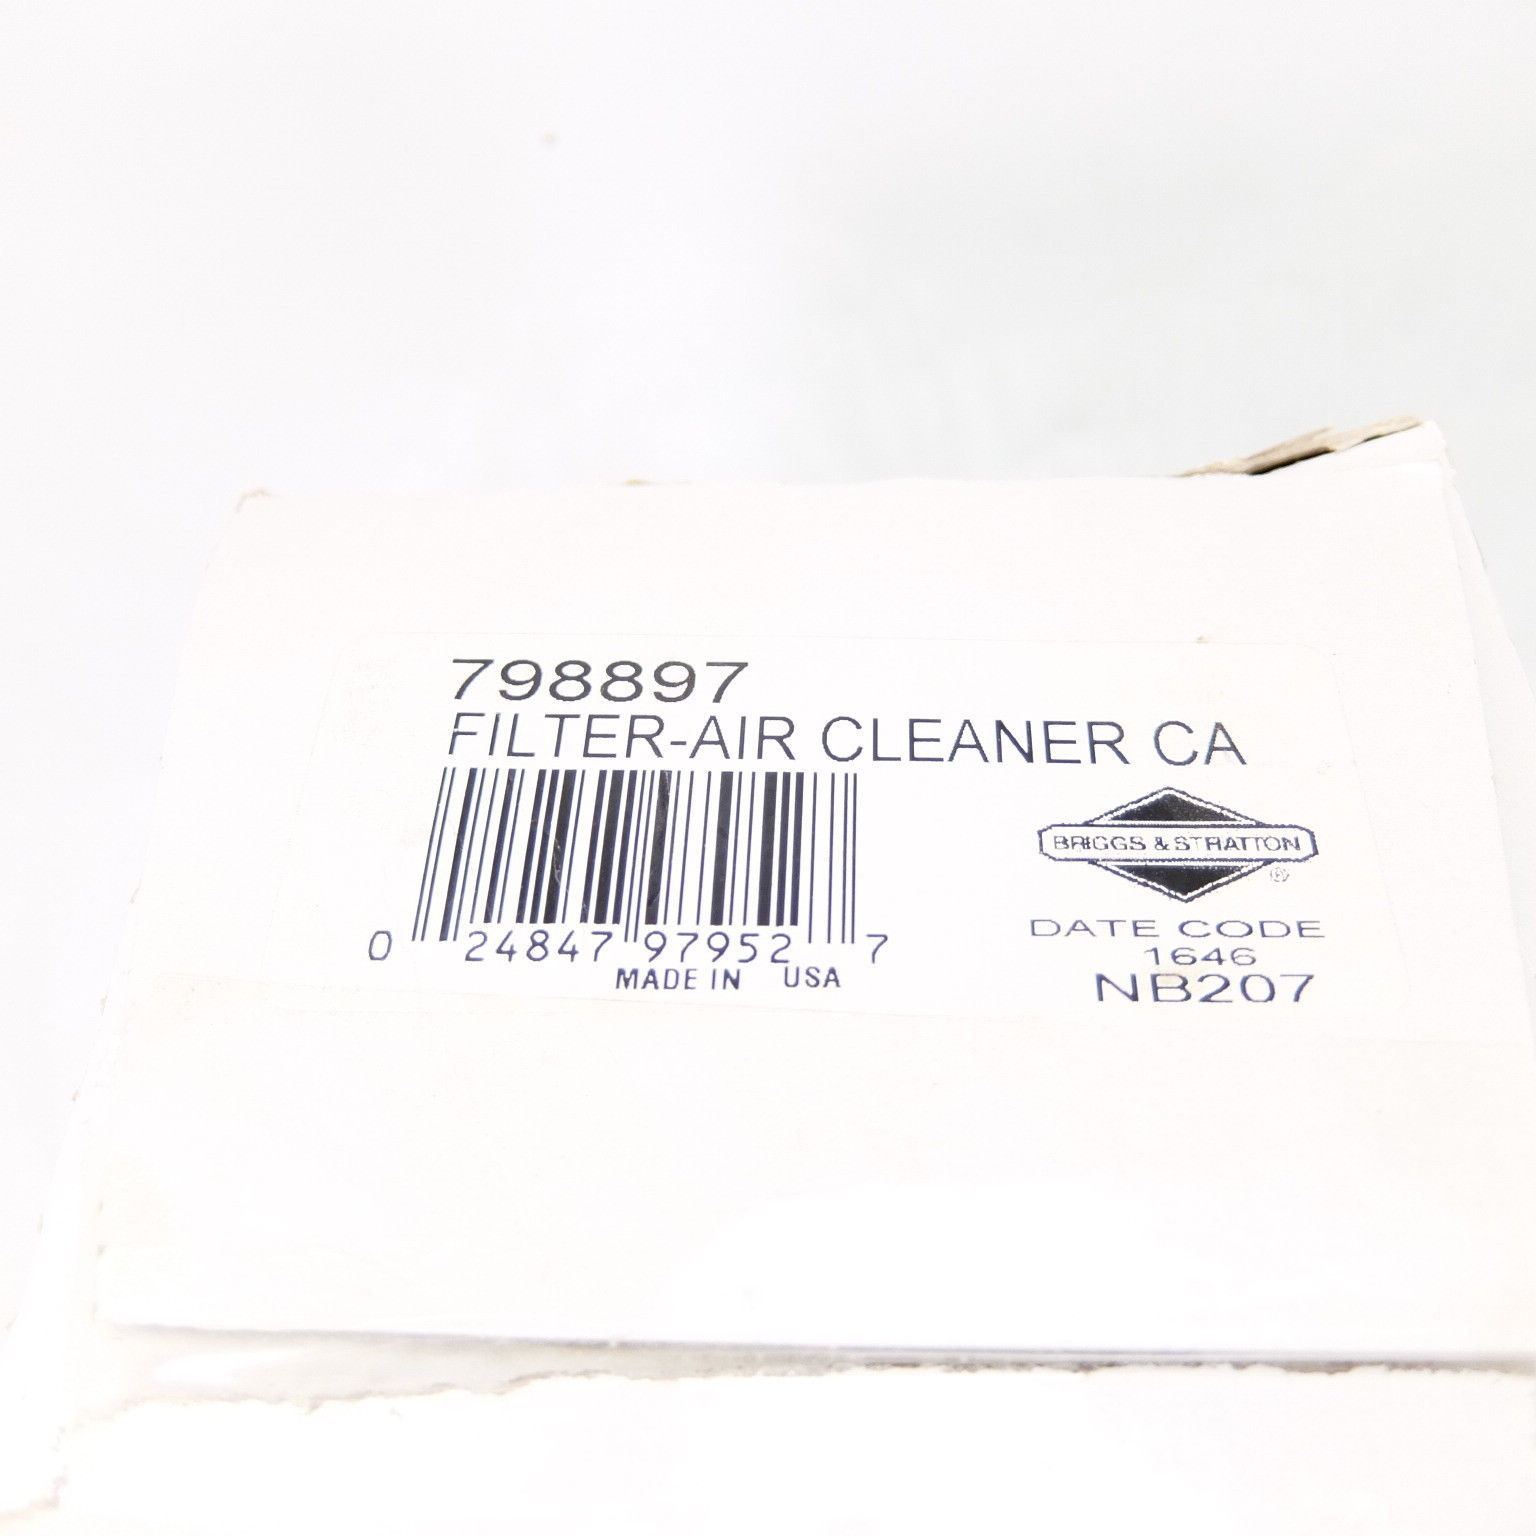 798897
FILTER-AIR CLEANER CA
BRIGGS & STRATTON
®
0 24847 97952 7
MADE IN USA
DATE CODE
1646
NB207